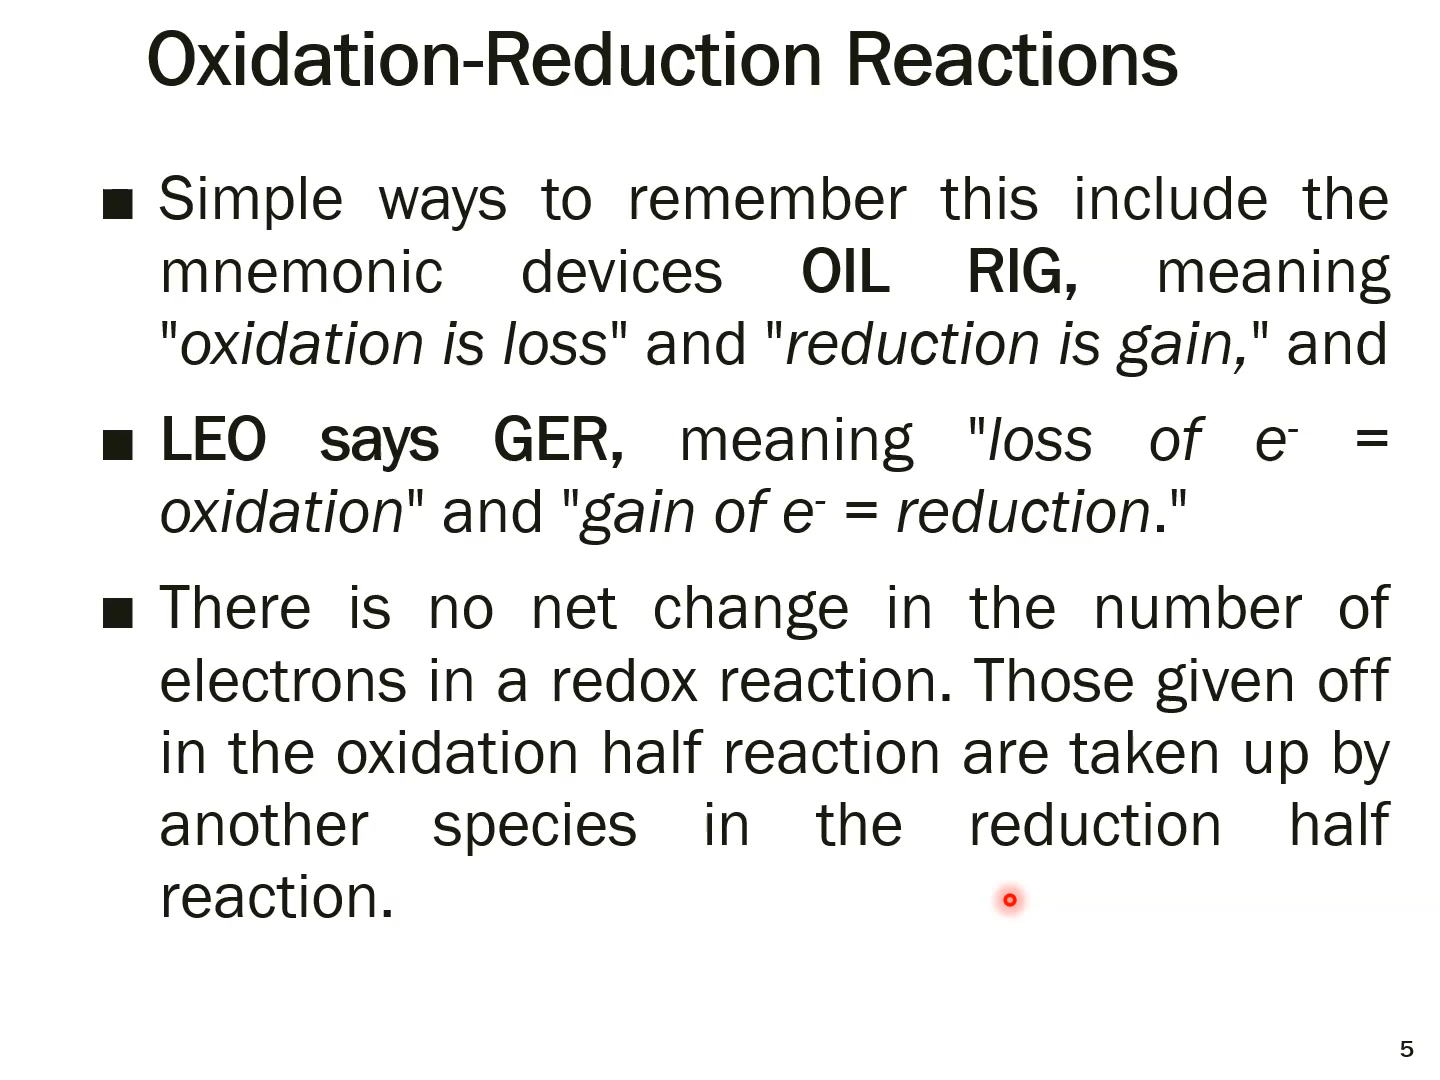 Oxidation-Reduction Reactions
■ Simple ways to remember this include the
mnemonic devices OIL RIG, meaning
"oxidation is loss" and "reduction is gain," and
■ LEO says GER, meaning "loss of e⁻ =
oxidation" and "gain of e⁻ = reduction."
■ There is no net change in the number of
electrons in a redox reaction. Those given off
in the oxidation half reaction are taken up by
another species in the reduction half
reaction.
5